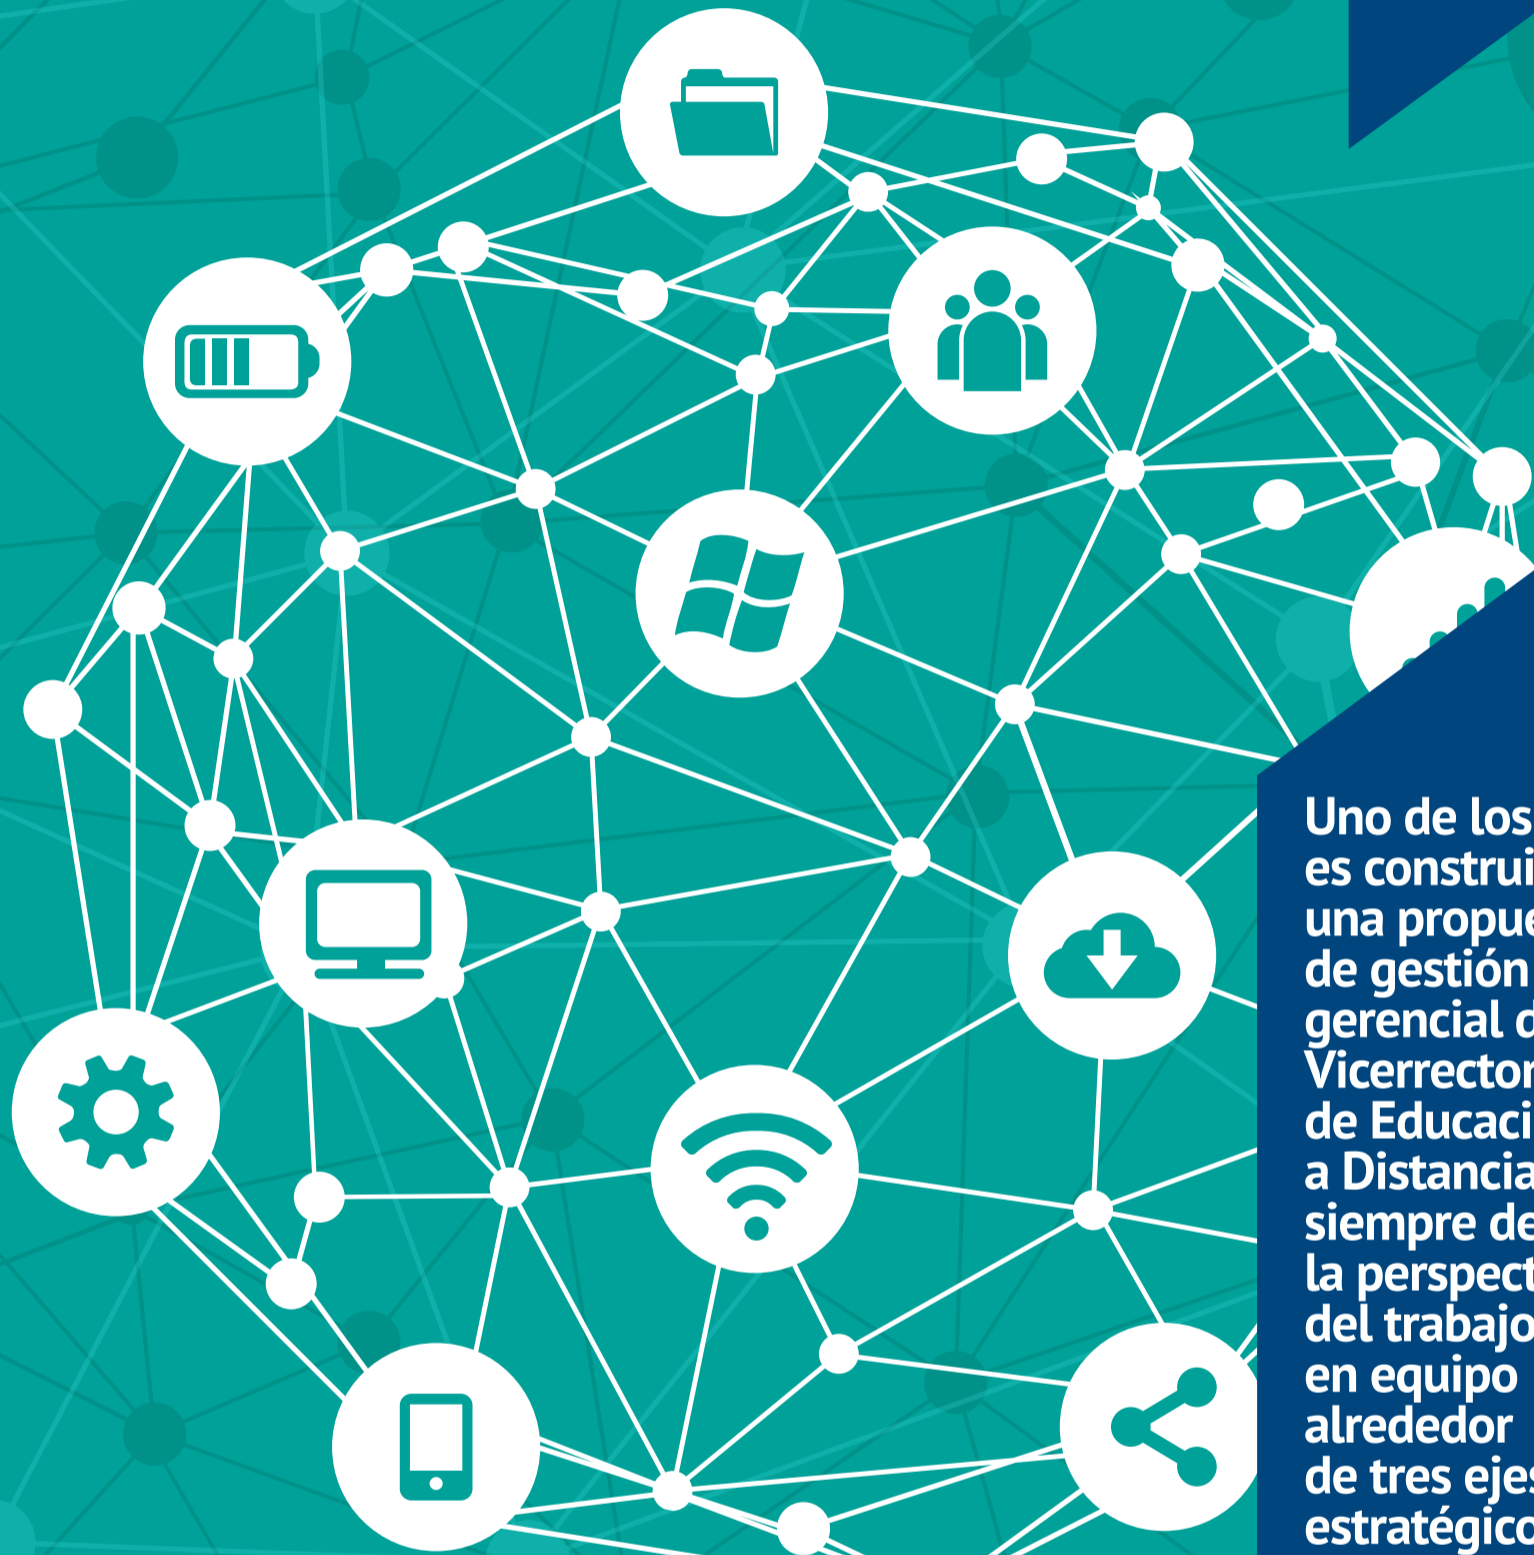 Uno de los
es construi
una propue
de gestión
gerencial d
Vicerrector
de Educaci
a Distancia
siempre de
la perspect
del trabajo
en equipo
alrededor
de tres ejes
estratégico